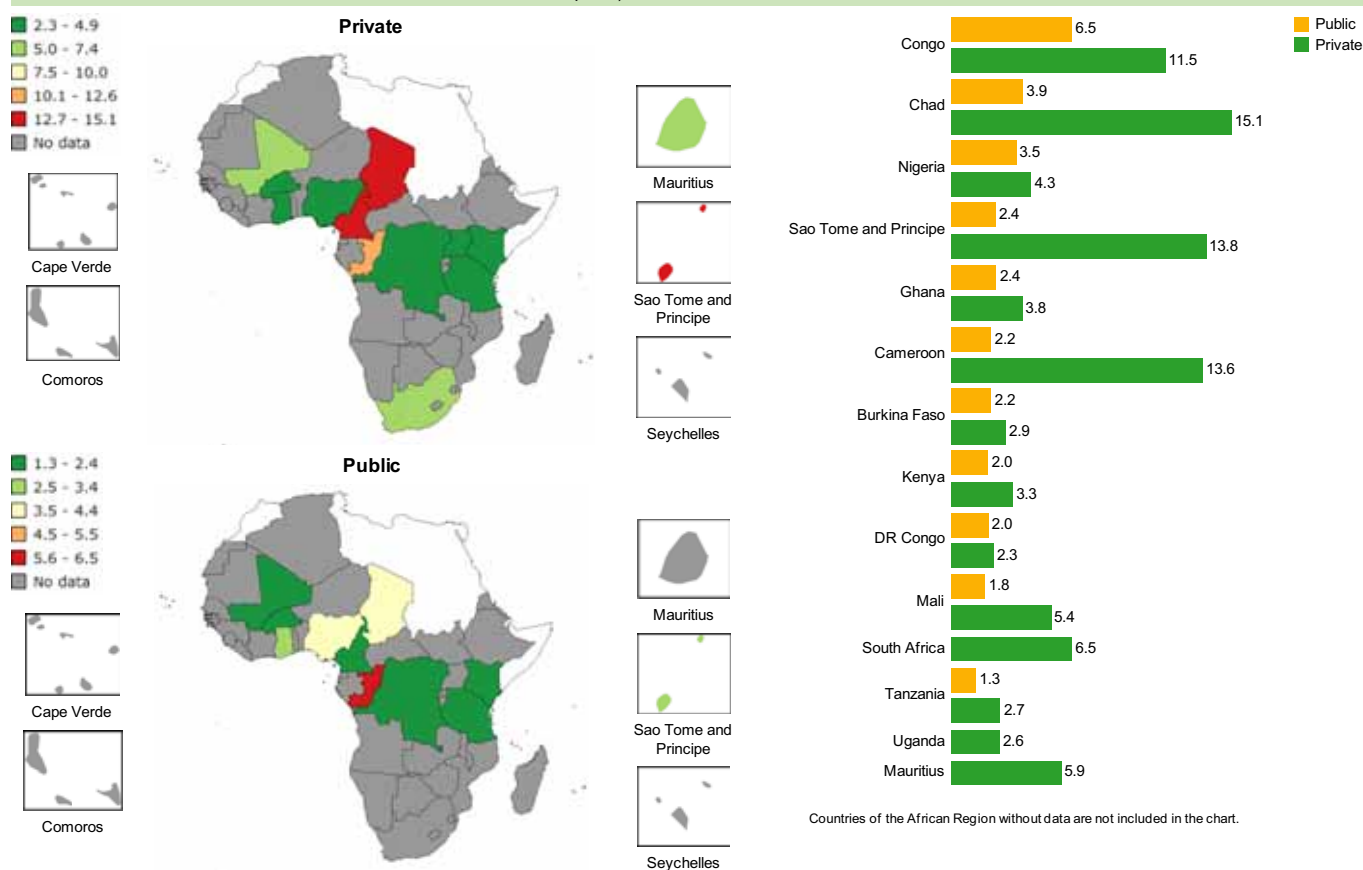 2.3 - 4.9
5.0 - 7.4
7.5 - 10.0
10.1 - 12.6
12.7 - 15.1
No data
Private
Cape Verde
Comoros
Mauritius
Sao Tome and
Principe
Seychelles
1.3 - 2.4
2.5 - 3.4
3.5 - 4.4
4.5 - 5.5
5.6 - 6.5
No data
Public
Cape Verde
Comoros
Mauritius
Sao Tome and
Principe
Seychelles
Public
Private
Congo
6.5
11.5
Chad
3.9
15.1
Nigeria
3.5
4.3
Sao Tome and Principe
2.4
13.8
Ghana
2.4
3.8
Cameroon
2.2
13.6
Burkina Faso
2.2
2.9
Kenya
2.0
3.3
DR Congo
2.0
2.3
Mali
1.8
5.4
South Africa
6.5
Tanzania
1.3
2.7
Uganda
2.6
Mauritius
5.9
Countries of the African Region without data are not included in the chart.